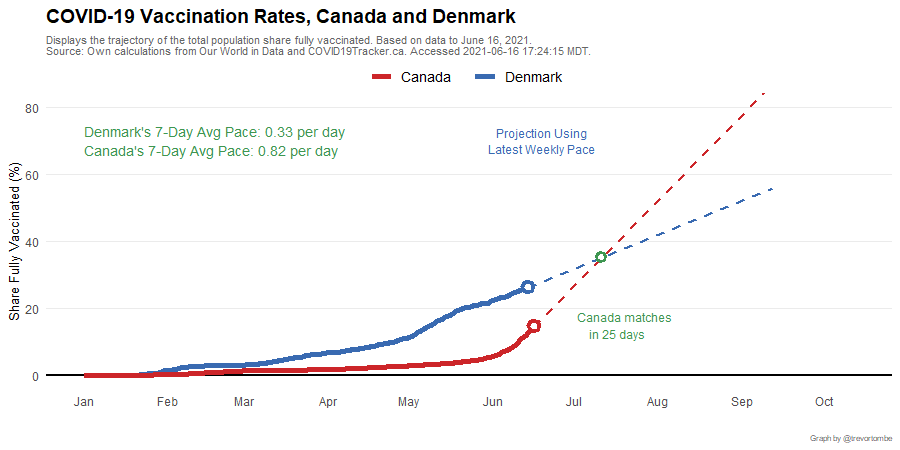 COVID-19 Vaccination Rates, Canada and Denmark
Displays the trajectory of the total population share fully vaccinated. Based on data to June 16, 2021.
Source: Own calculations from Our World in Data and COVID19Tracker.ca. Accessed 2021-06-16 17:24:15 MDT.
Canada Denmark
80
Denmark's 7-Day Avg Pace: 0.33 per day
Canada's 7-Day Avg Pace: 0.82 per day
Projection Using
Latest Weekly Pace
60
Share Fully Vaccinated (%)
40
20
Canada matches
in 25 days
0
Jan Feb Mar Apr May Jun Jul Aug Sep Oct
Graph by @trevortombe